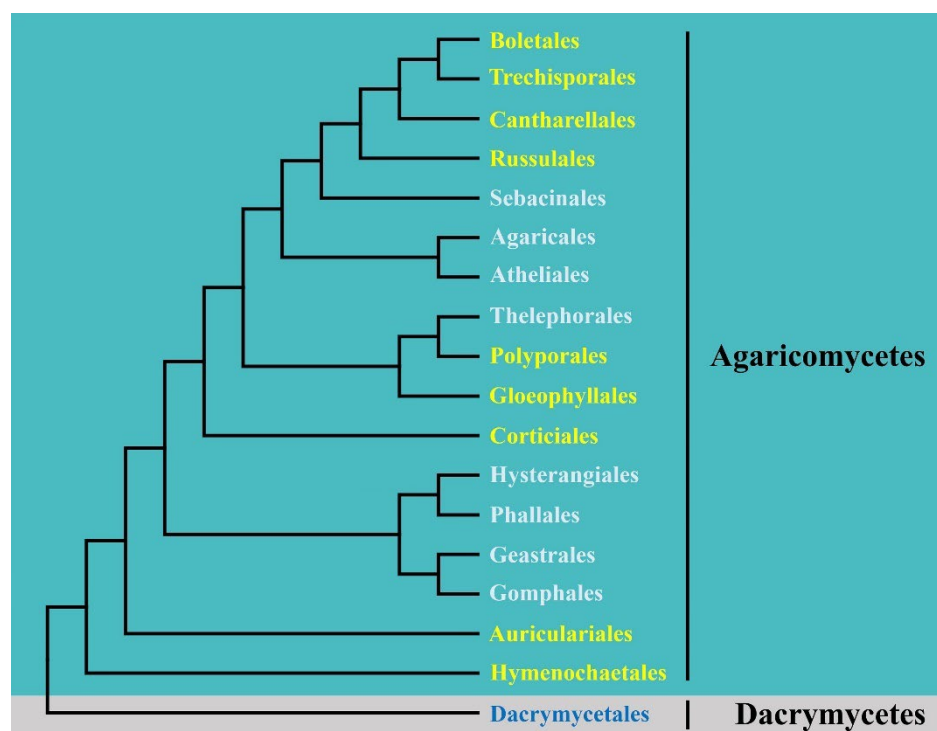 Boletales
Trechisporales
Cantharellales
Russulales
Sebacinales
Agaricales
Atheliales
Thelephorales
Polyporales
Agaricomycetes
Gloeophyllales
Corticiales
Hysterangiales
Phallales
Geastrales
Gomphales
Auriculariales
Hymenochaetales
Dacrymycetales
Dacrymycetes